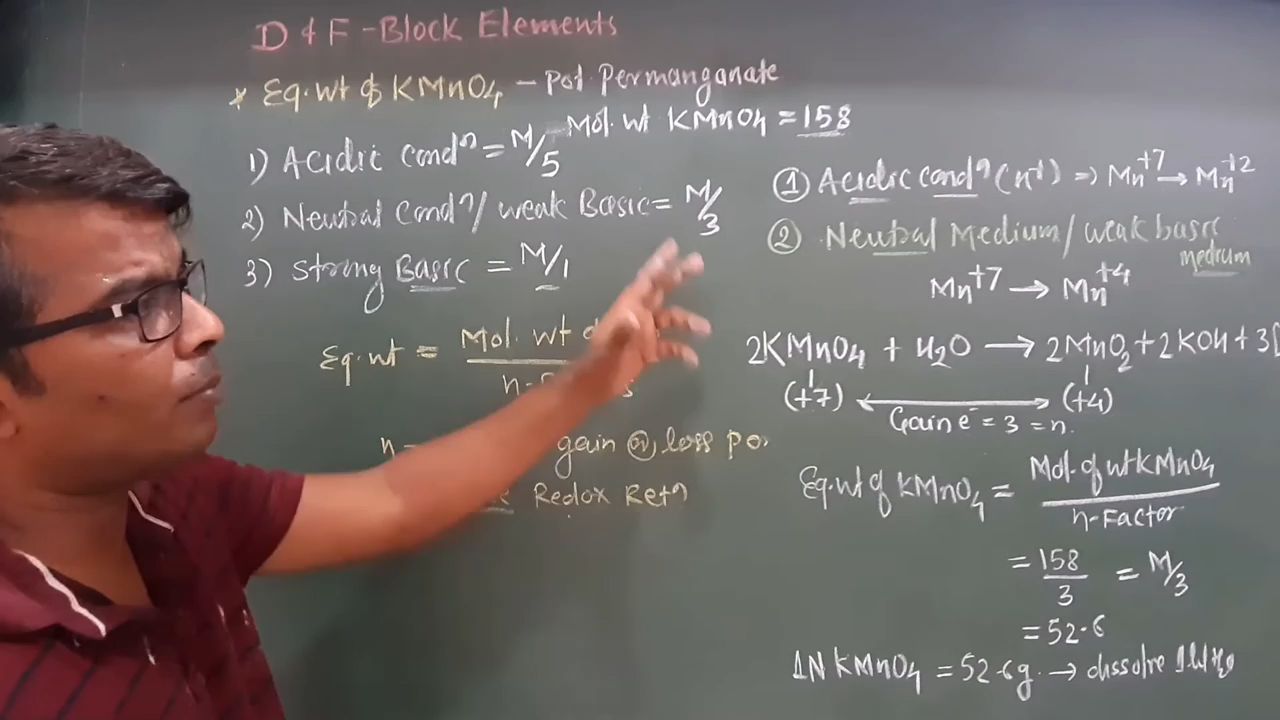 D & F-Block Elements
* Eq.wt of KMnO4 - Pot. Permanganate
Mol. wt KMnO4 = 158
1) Acidic Condⁿ = M/5
2) Neutral Condⁿ/ weak Basic = M/3
3) Strong Basic = M/1
Eq.wt = Mol. wt
n-
n- gain or loss per
Redox Retⁿ
① Acidic condⁿ (H+) => Mn+7 → Mn+2
② Neutral Medium/weak basic medium
Mn+7 → Mn+4
2KMnO4 + H2O → 2MnO2 + 2KOH + 3
(+7) (+4)
Gain e- = 3 = n.
Eq.wt of KMnO4 = Mol. of wt KMnO4
n-Factor
= 158/3 = M/3
= 52.6
1N KMnO4 = 52.6g. → dissolve